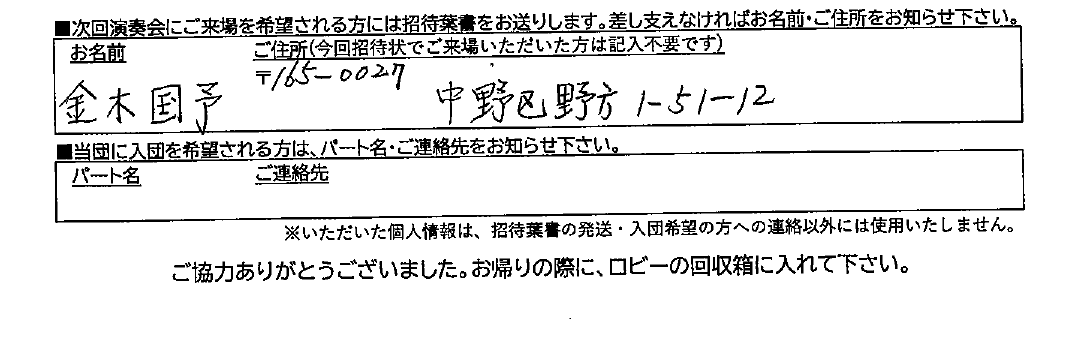 ■次回演奏会にご来場を希望される方には招待葉書をお送りします。差し支えなければお名前・ご住所をお知らせ下さい。
お名前 ご住所(今回招待状でご来場いただいた方は記入不要です)
〒165-0027
金木国予 中野区野方1-51-12
■当団に入団を希望される方は、パート名・ご連絡先をお知らせ下さい。
パート名 ご連絡先
※いただいた個人情報は、招待葉書の発送・入団希望の方への連絡以外には使用いたしません。
ご協力ありがとうございました。お帰りの際に、ロビーの回収箱に入れて下さい。